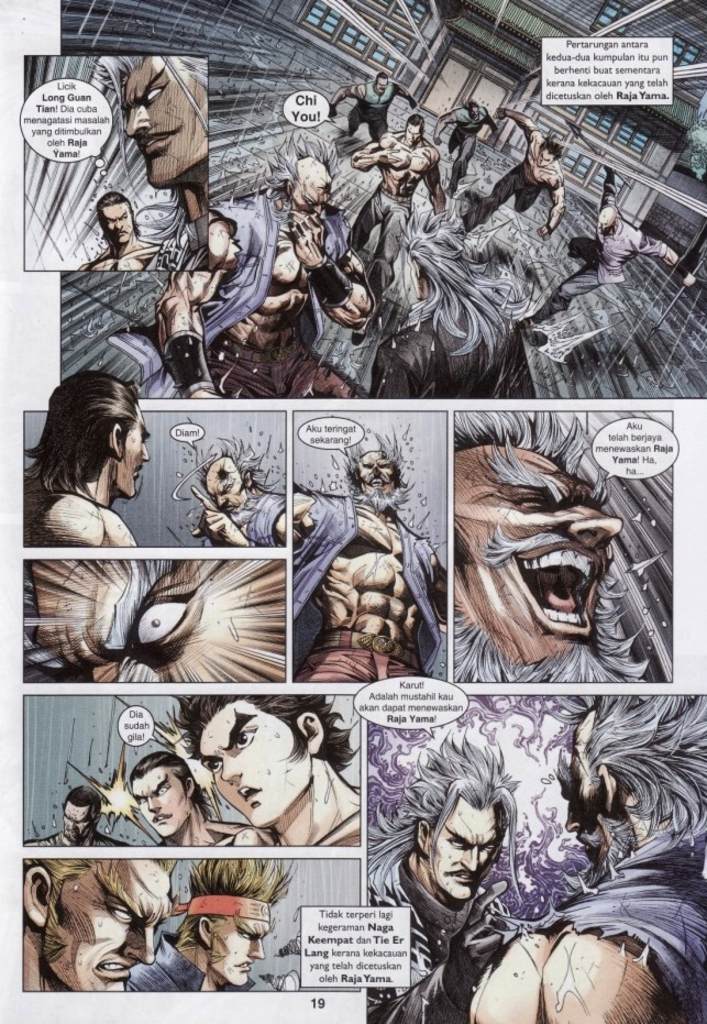 Licik
Long Guan
Tian! Dia cuba
menagatasi masalah
yang ditimbulkan
oleh Raja
Yama!
Chi
You!
Pertarungan antara
kedua-dua kumpulan itu pun
berhenti buat sementara
kerana kekacauan yang telah
dicetuskan oleh Raja Yama.
Diam!
Aku teringat
sekarang!
Aku
telah berjaya
menewaskan Raja
Yama! Ha,
ha...
Dia
sudah
gila!
Karut!
Adalah mustahil kau
akan dapat menewaskan
Raja Yama!
Tidak terperi lagi
kegeraman Naga
Keempat dan Tie Er
Lang kerana kekacauan
yang telah dicetuskan
oleh Raja Yama.
19